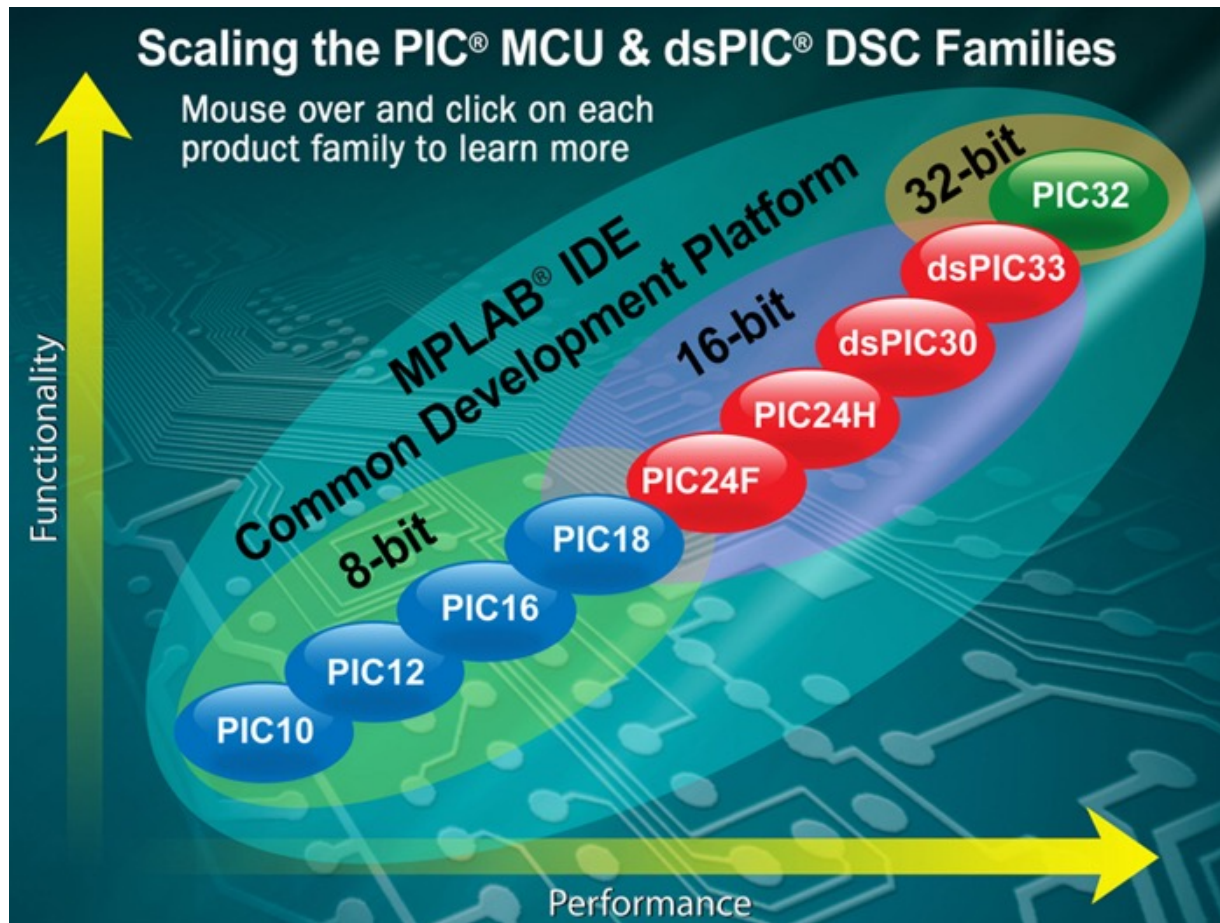 Scaling the PIC® MCU & dsPIC® DSC Families
Mouse over and click on each
product family to learn more
32-bit
PIC32
MPLAB® IDE
Common Development Platform
dsPIC33
16-bit
dsPIC30
PIC24H
PIC24F
8-bit
PIC18
PIC16
PIC12
PIC10
Functionality
Performance